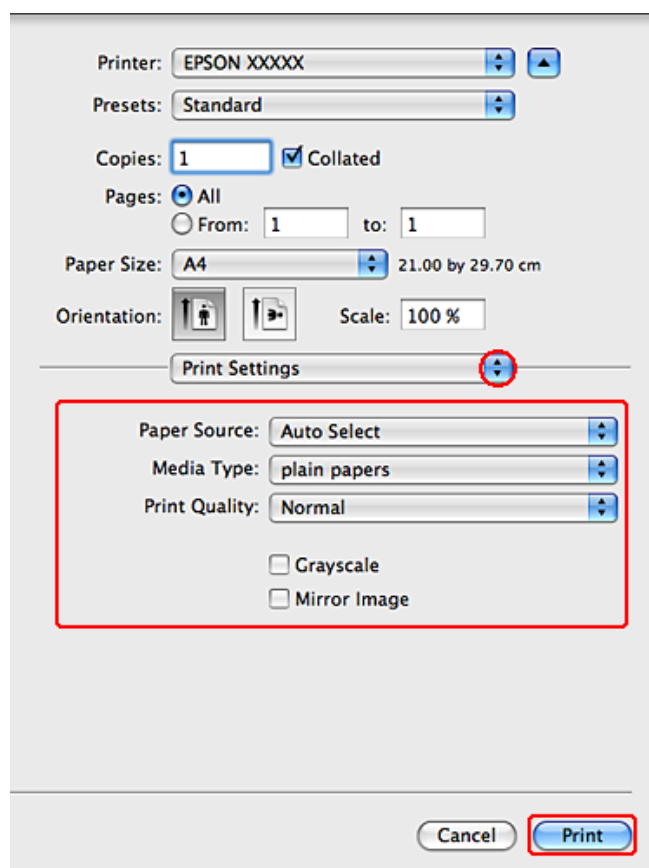 Printer: EPSON XXXXX
Presets: Standard
Copies: 1 Collated
Pages: All
From: 1 to: 1
Paper Size: A4 21.00 by 29.70 cm
Orientation: Scale: 100 %
Print Settings
Paper Source: Auto Select
Media Type: plain papers
Print Quality: Normal
Grayscale
Mirror Image
Cancel Print